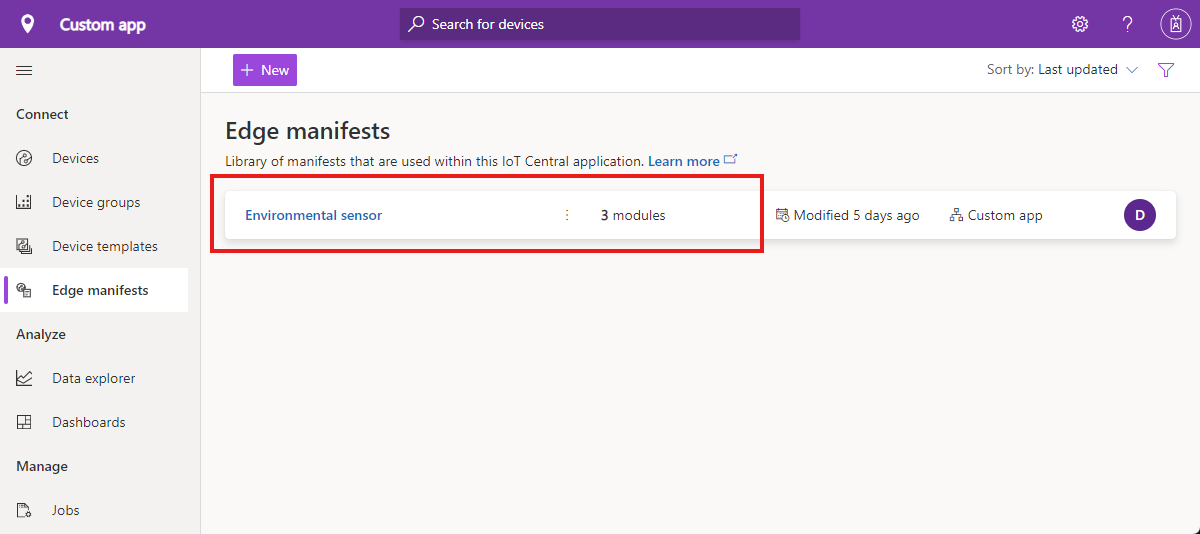 Custom app
Search for devices
?
+ New
Sort by: Last updated
Connect
Devices
Device groups
Device templates
Edge manifests
Analyze
Data explorer
Dashboards
Manage
Jobs
Edge manifests
Library of manifests that are used within this IoT Central application. Learn more
Environmental sensor
3 modules
Modified 5 days ago
Custom app
D